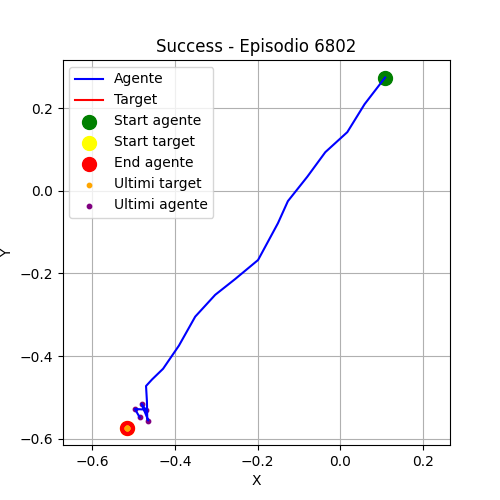 Success - Episodio 6802
Agente
Target
Start agente
Start target
End agente
Ultimi target
Ultimi agente
Y
0.2
0.0
−0.2
−0.4
−0.6
−0.6
−0.4
−0.2
0.0
0.2
X